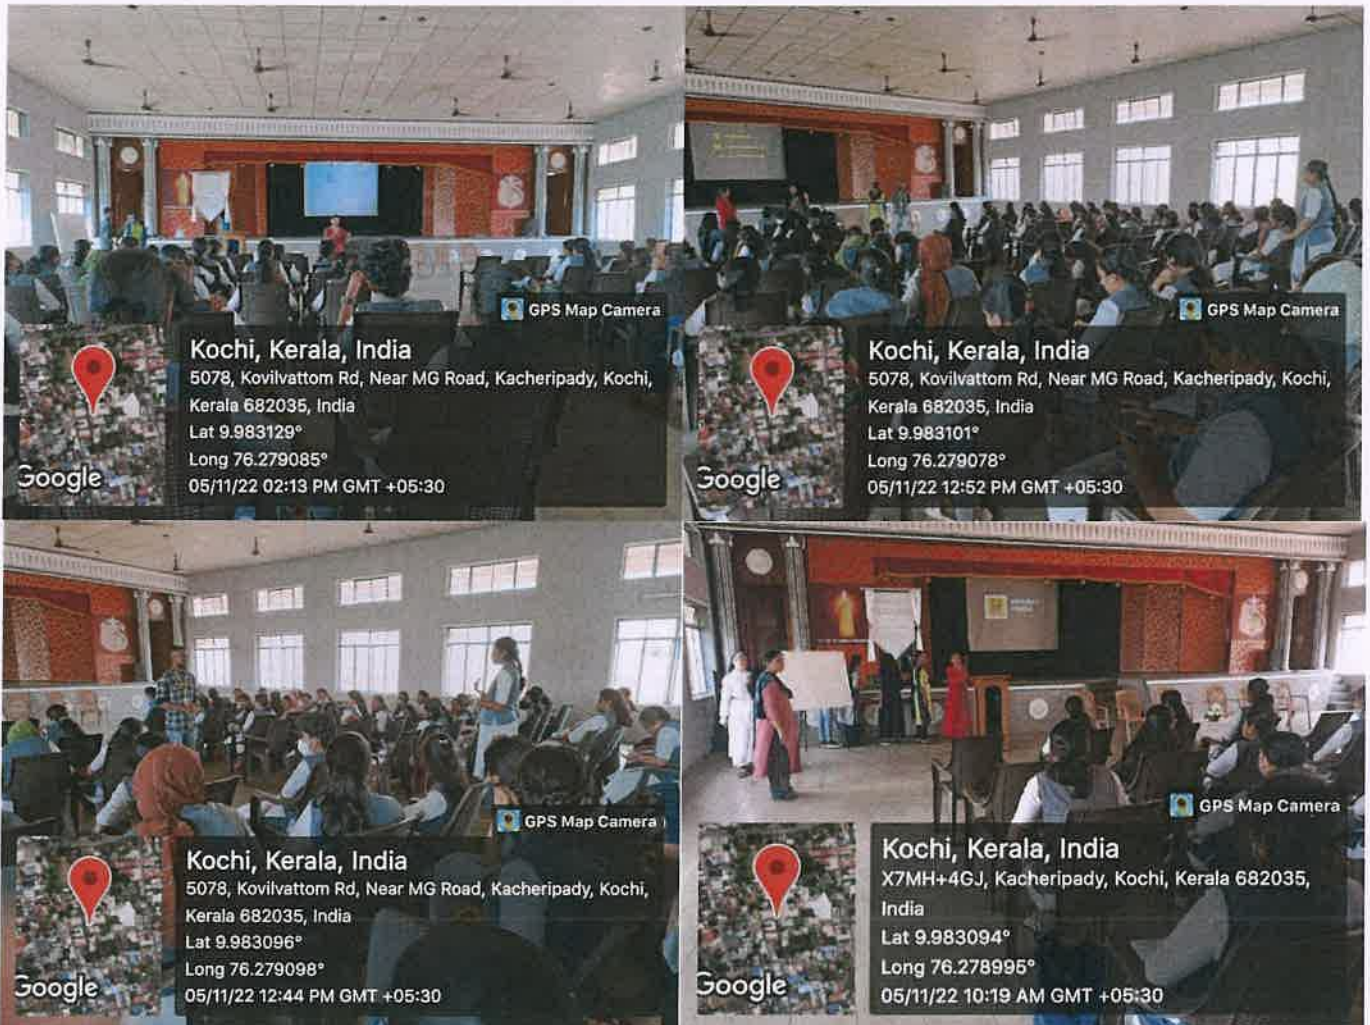 GPS Map Camera
Kochi, Kerala, India
5078, Kovilvattom Rd, Near MG Road, Kacheripady, Kochi,
Kerala 682035, India
Lat 9.983129°
Long 76.279085°
05/11/22 02:13 PM GMT +05:30
Google
GPS Map Camera
Kochi, Kerala, India
5078, Kovilvattom Rd, Near MG Road, Kacheripady, Kochi,
Kerala 682035, India
Lat 9.983101°
Long 76.279078°
05/11/22 12:52 PM GMT +05:30
Google
GPS Map Camera
Kochi, Kerala, India
5078, Kovilvattom Rd, Near MG Road, Kacheripady, Kochi,
Kerala 682035, India
Lat 9.983096°
Long 76.279098°
05/11/22 12:44 PM GMT +05:30
Google
GPS Map Camera
Kochi, Kerala, India
X7MH+4GJ, Kacheripady, Kochi, Kerala 682035,
India
Lat 9.983094°
Long 76.278995°
05/11/22 10:19 AM GMT +05:30
Google